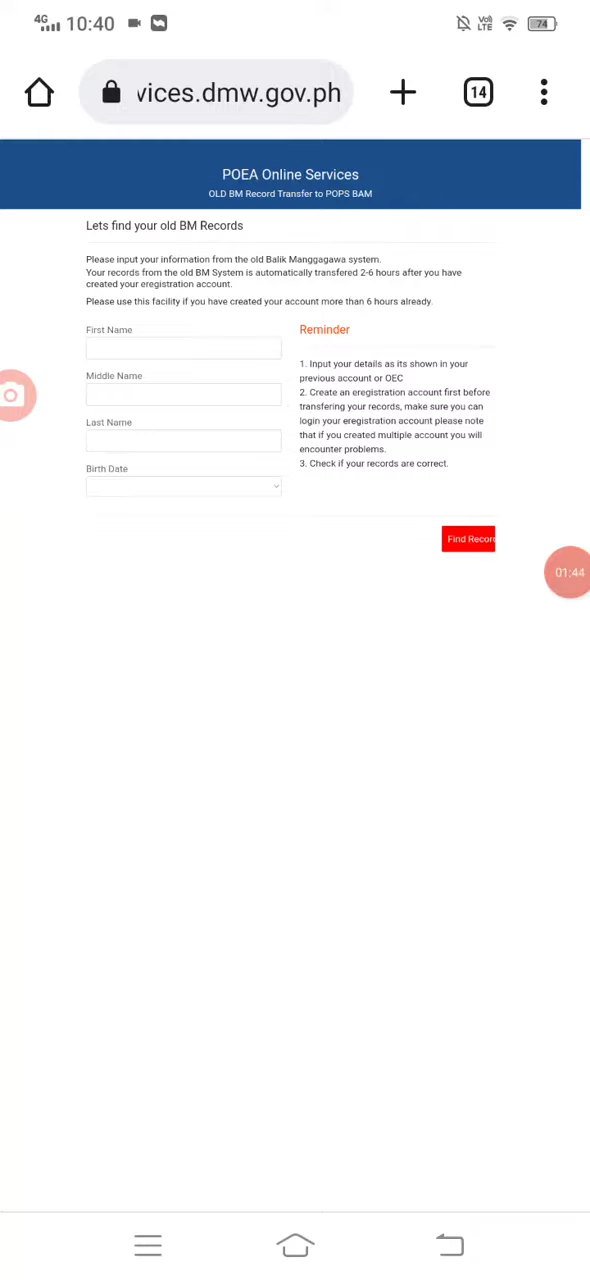 4G 10:40 Vo) LTE 74
vices.dmw.gov.ph 14
POEA Online Services
OLD BM Record Transfer to POPS BAM
Lets find your old BM Records
Please input your information from the old Balik Manggagawa system.
Your records from the old BM System is automatically transfered 2-6 hours after you have
created your eregistration account.
Please use this facility if you have created your account more than 6 hours already.
First Name
Middle Name
Last Name
Birth Date
Reminder
1. Input your details as its shown in your
previous account or OEC
2. Create an eregistration account first before
transfering your records, make sure you can
login your eregistration account please note
that if you created multiple account you will
encounter problems.
3. Check if your records are correct.
Find Recor
01:44